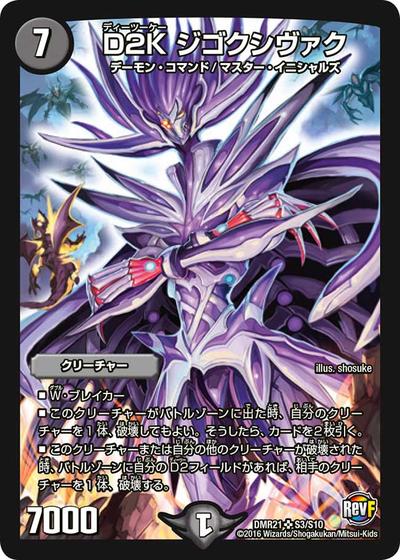 7
ディーツーケー
D2K ジゴクシヴァク
デーモン・コマンド/マスター・イニシャルズ
クリーチャー
illus. shosuke
■W・ブレイカー
ダブル
■このクリーチャーがバトルゾーンに出た時、自分のクリー
チャーを1体、破壊してもよい。そうしたら、カードを2枚引く。
■このクリーチャーまたは自分の他のクリーチャーが破壊された
時、バトルゾーンに自分のD2フィールドがあれば、相手のクリー
チャーを1体、破壊する。
7000
RevF
DMR21 S3/S10
©2016 Wizards/Shogakukan/Mitsui-Kids